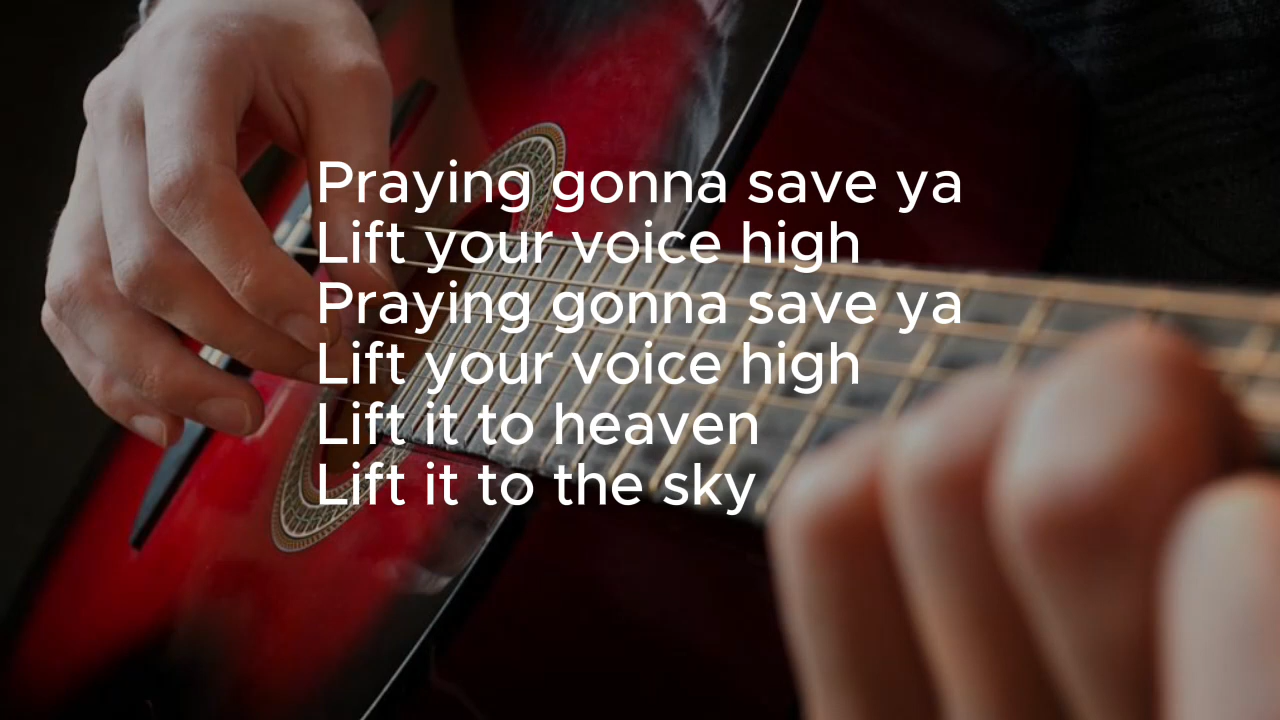 Praying gonna save ya
Lift your voice high
Praying gonna save ya
Lift your voice high
Lift it to heaven
Lift it to the sky